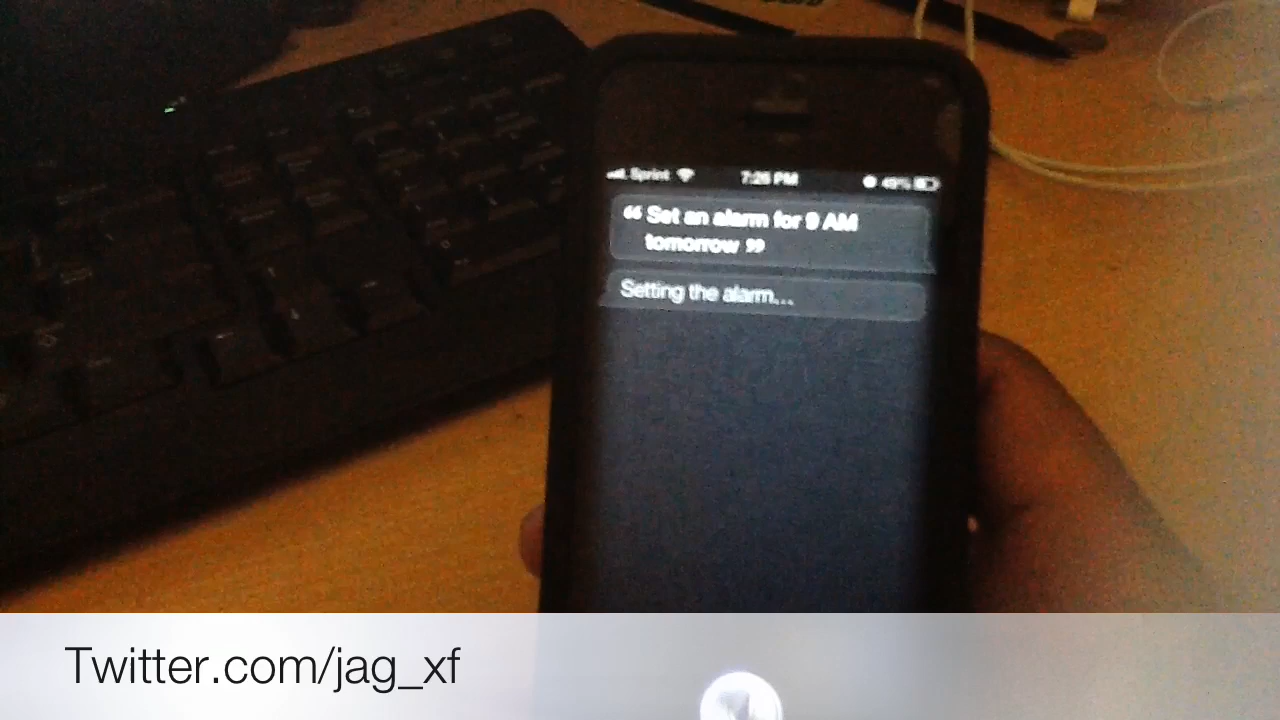 Sprint 7:26 PM 49%
“ Set an alarm for 9 AM
tomorrow ”
Setting the alarm...
Twitter.com/jag_xf